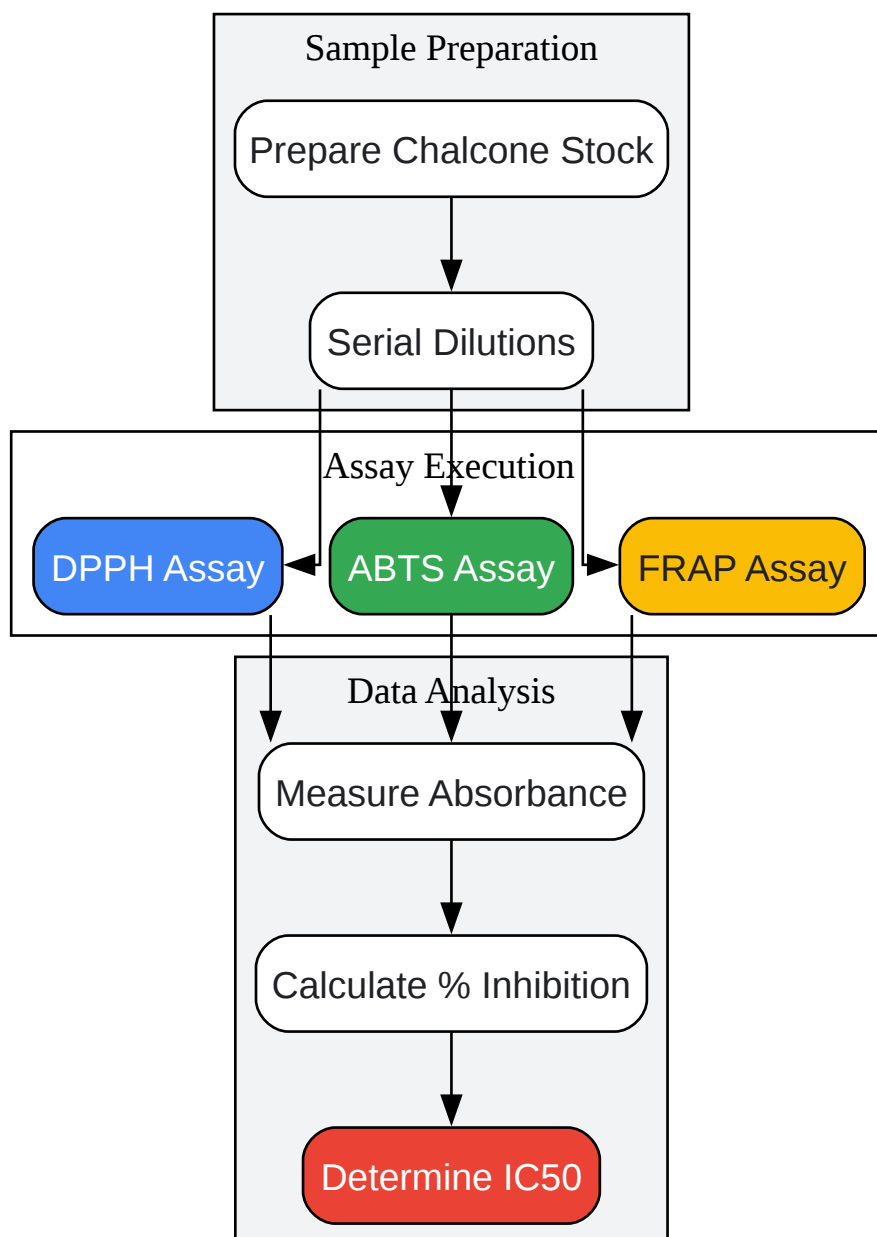 Sample Preparation
Prepare Chalcone Stock
Serial Dilutions
Assay Execution
DPPH Assay
ABTS Assay
FRAP Assay
Data Analysis
Measure Absorbance
Calculate % Inhibition
Determine IC50